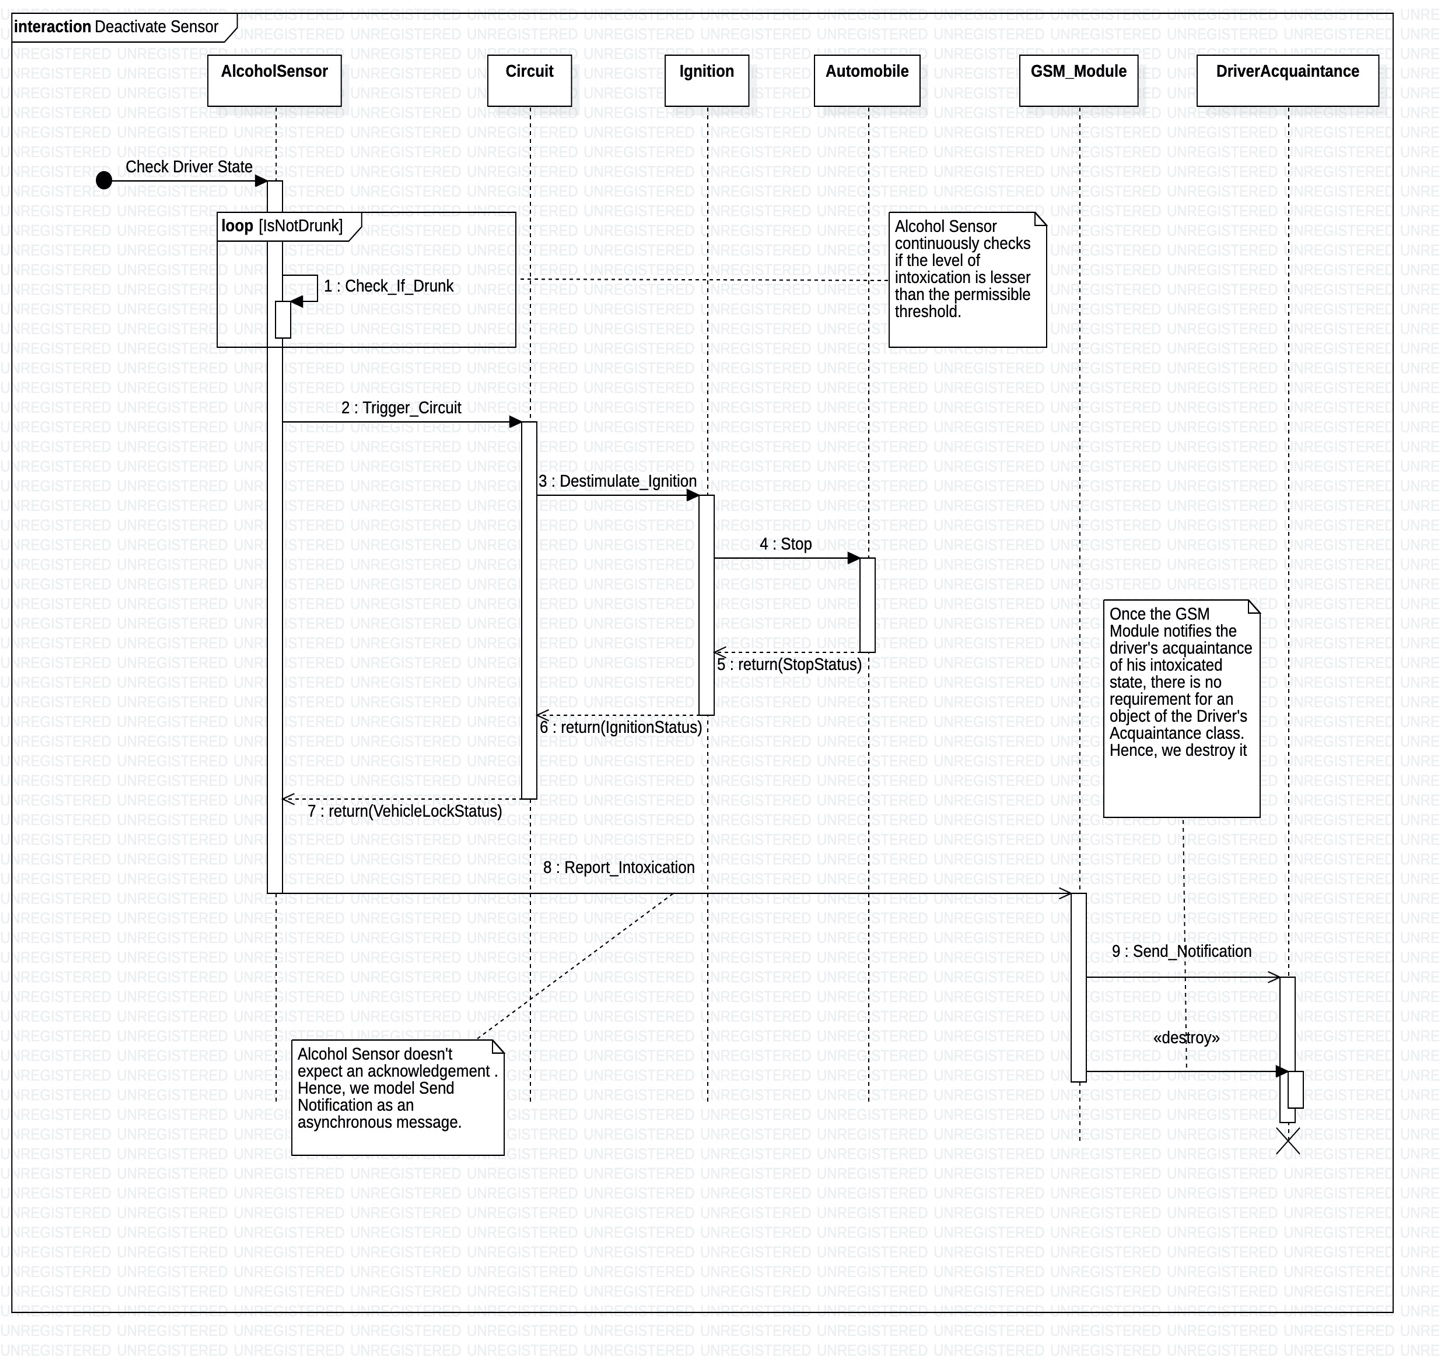 interaction Deactivate Sensor
AlcoholSensor
Circuit
Ignition
Automobile
GSM_Module
DriverAcquaintance
Check Driver State
loop [IsNotDrunk]
1 : Check_If_Drunk
Alcohol Sensor
continuously checks
if the level of
intoxication is lesser
than the permissible
threshold.
2 : Trigger_Circuit
3 : Destimulate_Ignition
4 : Stop
5 : return(StopStatus)
6 : return(IgnitionStatus)
7 : return(VehicleLockStatus)
Once the GSM
Module notifies the
driver's acquaintance
of his intoxicated
state, there is no
requirement for an
object of the Driver's
Acquaintance class.
Hence, we destroy it
8 : Report_Intoxication
9 : Send_Notification
«destroy»
Alcohol Sensor doesn't
expect an acknowledgement .
Hence, we model Send
Notification as an
asynchronous message.
UNREGISTERED